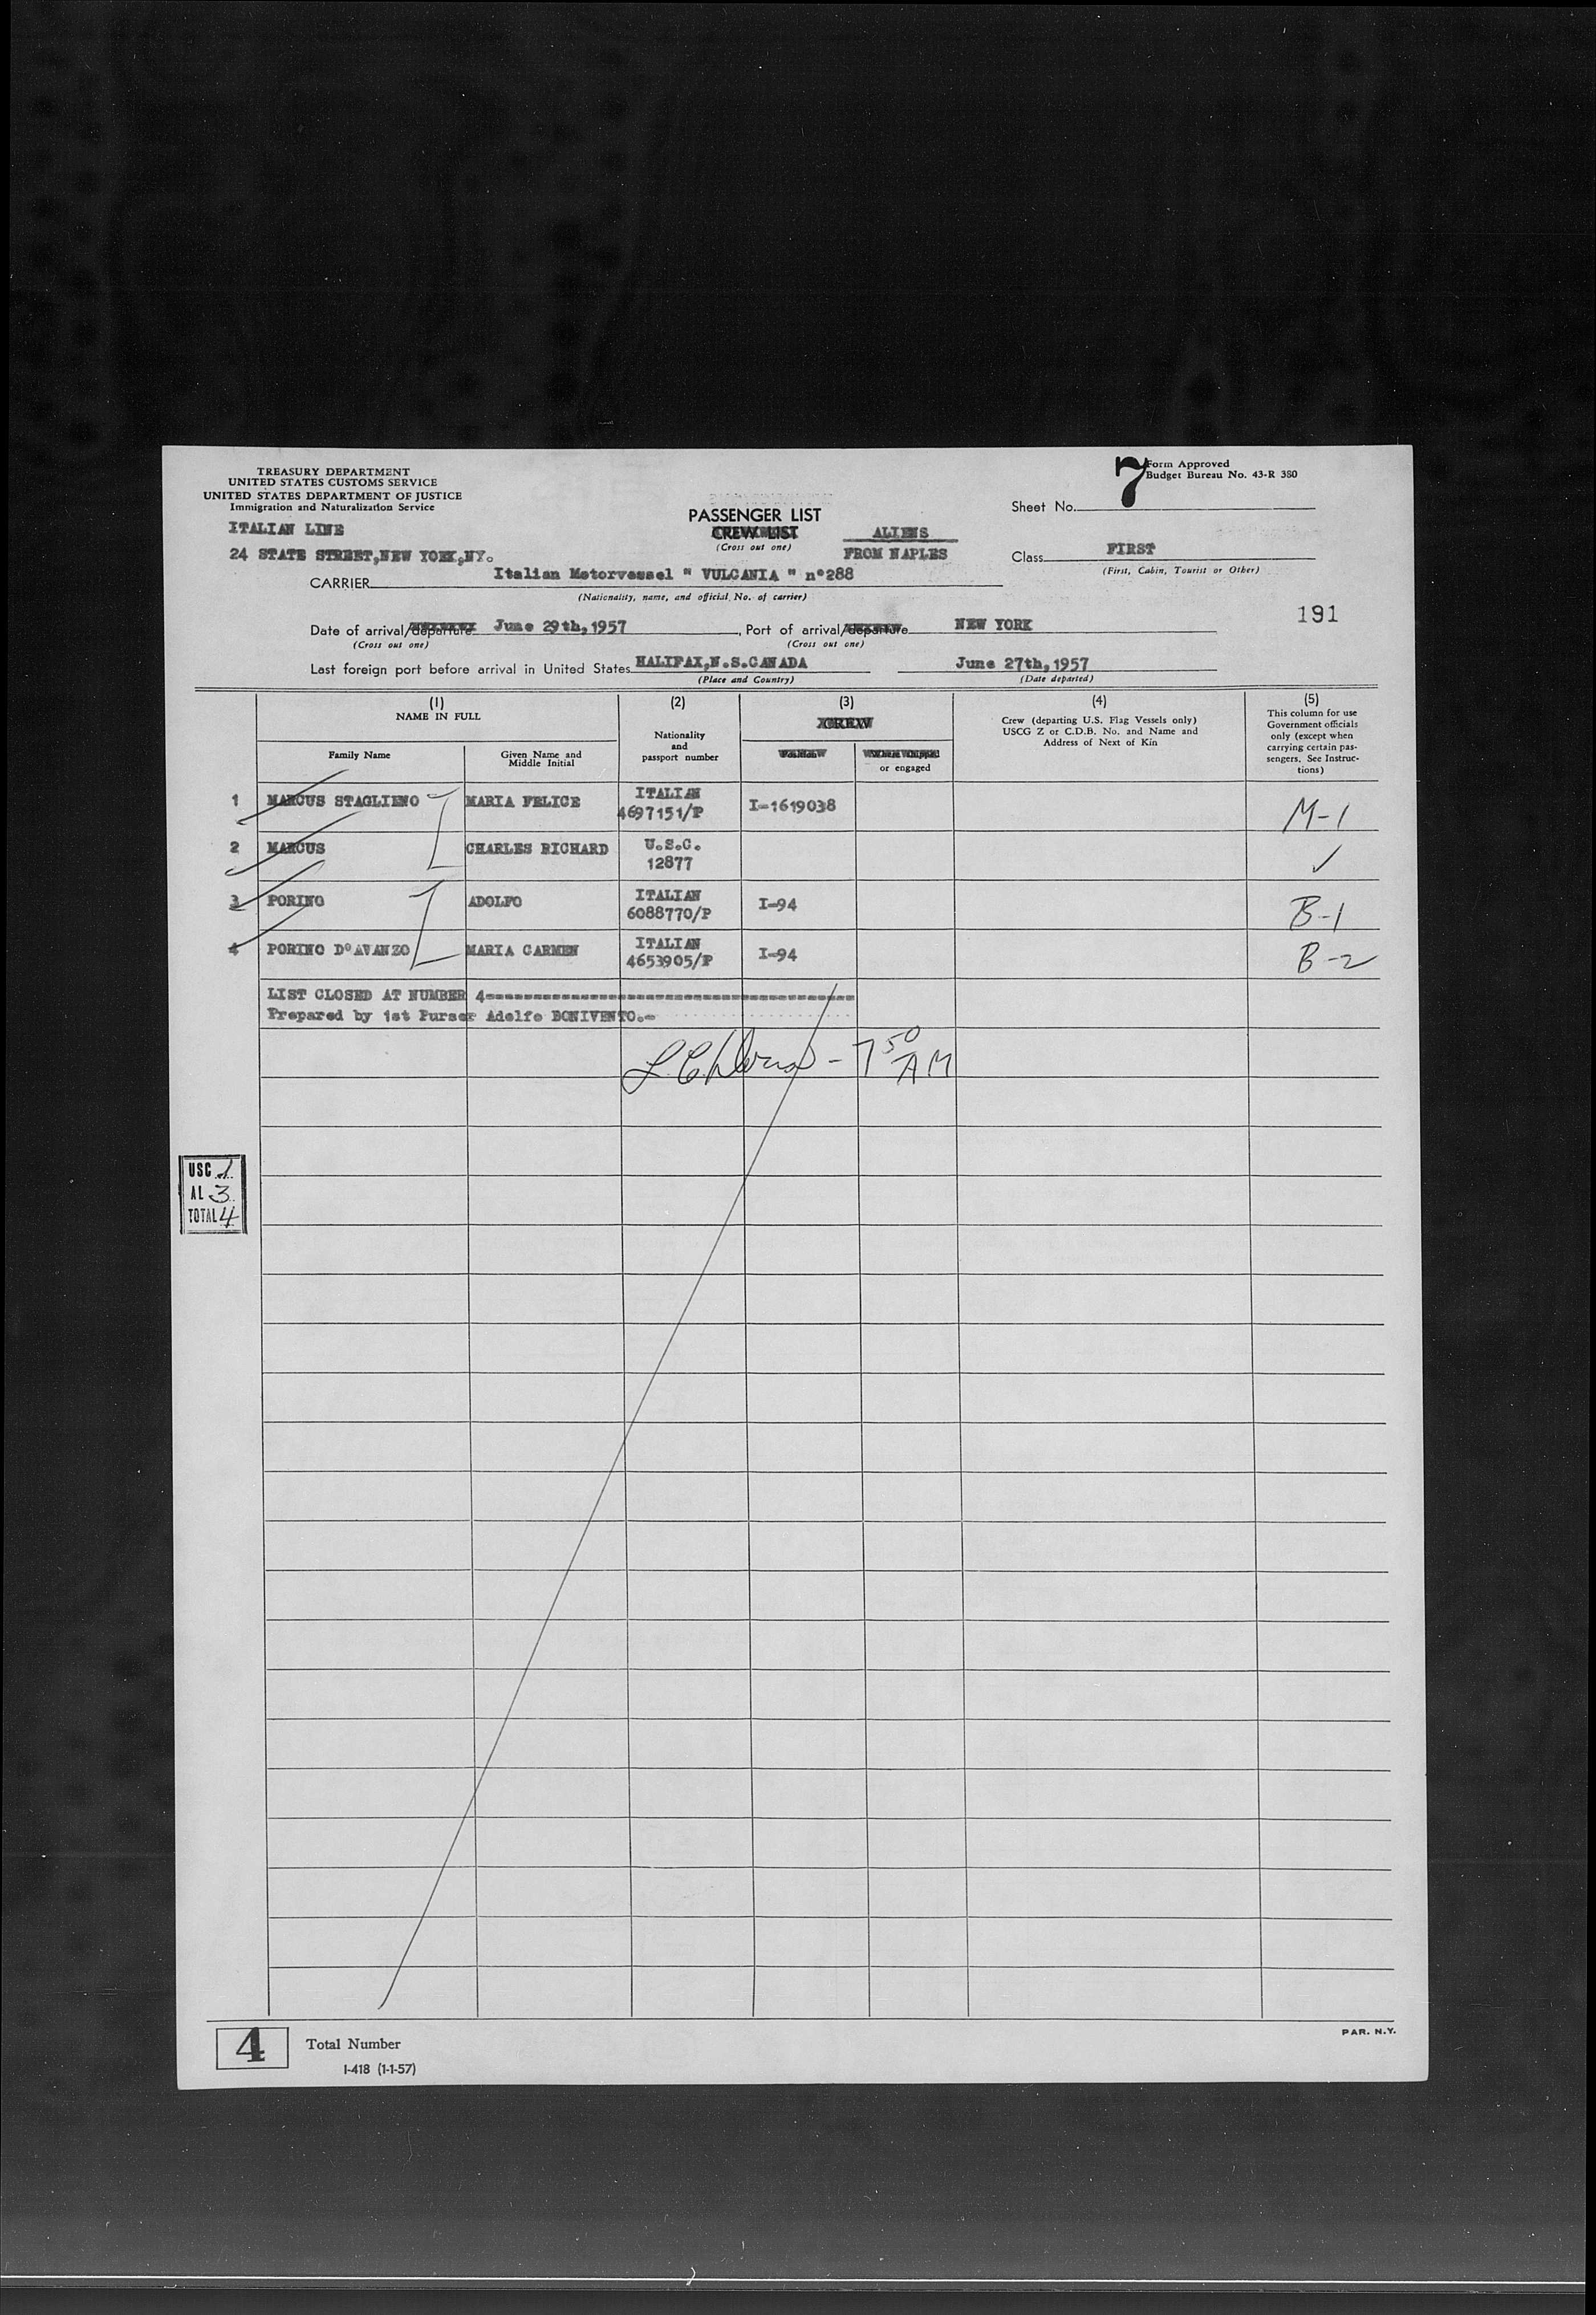 TREASURY DEPARTMENT
UNITED STATES CUSTOMS SERVICE
UNITED STATES DEPARTMENT OF JUSTICE
Immigration and Naturalization Service
7
Form Approved
Budget Bureau No. 43-R 380
Sheet No.
ITALIAN LINE
24 STATE STREET,NEW YORK,NY.
PASSENGER LIST
CREW LIST
(Cross out one)
ALIENS
FROM NAPLES
Class FIRST
(First, Cabin, Tourist or Other)
CARRIER Italian Motorvessel " VULCANIA " n°288
(Nationality, name, and official No. of carrier)
191
Date of arrival/departure June 29th,1957, Port of arrival/departure NEW YORK
(Cross out one) (Cross out one)
Last foreign port before arrival in United States HALIFAX,N.S.CANADA June 27th,1957
(Place and Country) (Date departed)
(1)
NAME IN FULL
Family Name
Given Name and
Middle Initial
(2)
Nationality
and
passport number
(3)
CREW
or engaged
(4)
Crew (departing U.S. Flag Vessels only)
USCG Z or C.D.B. No. and Name and
Address of Next of Kin
(5)
This column for use
Government officials
only (except when
carrying certain pas-
sengers. See Instruc-
tions)
1 MARCUS STAGLIENO MARIA FELICE ITALIAN 4697151/P I-1619038 M-1
2 MARCUS CHARLES RICHARD U.S.C. 12877 ✓
3 PORINO ADOLFO ITALIAN 6088770/P I-94 B-1
4 PORINO D°AVANZO MARIA CARMEN ITALIAN 4653905/P I-94 B-2
LIST CLOSED AT NUMBER 4
Prepared by 1st Purser Adolfo BONIVENTO.-
- 7 50 AM
USC 1
AL 3
TOTAL 4
4 Total Number
I-418 (1-1-57)
PAR. N.Y.